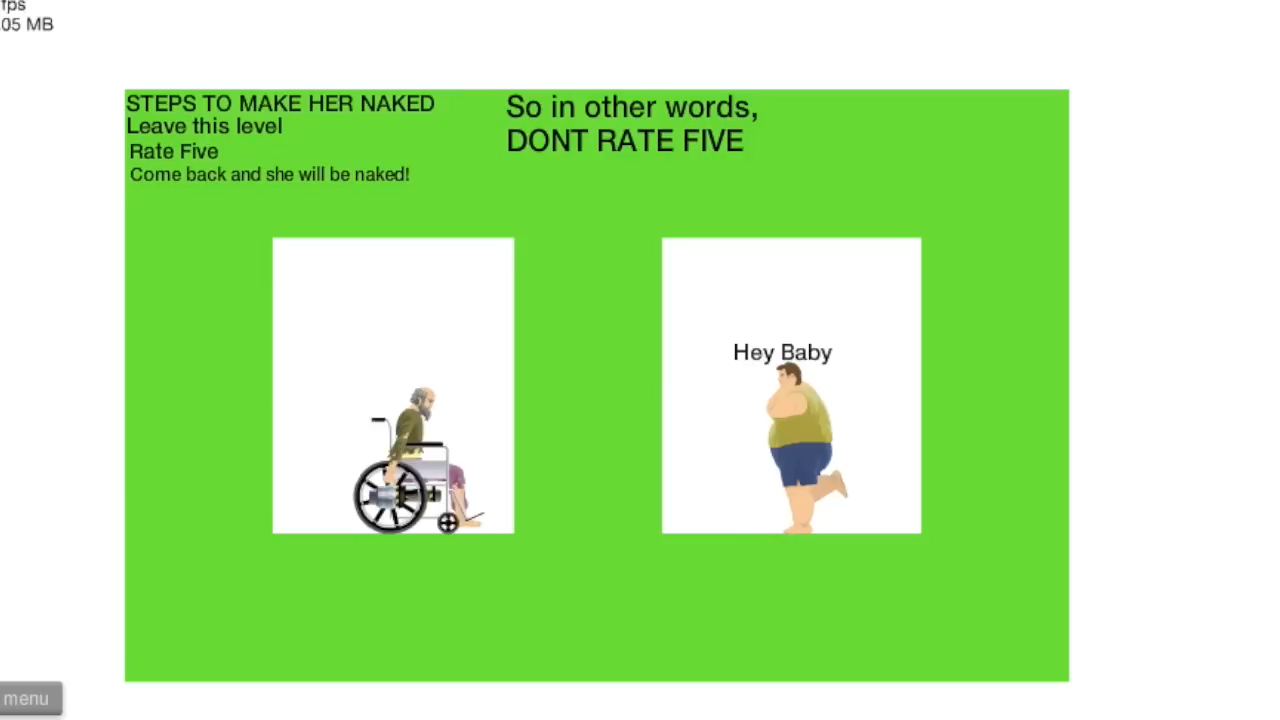 fps
.05 MB
STEPS TO MAKE HER NAKED
Leave this level
Rate Five
Come back and she will be naked!
So in other words,
DONT RATE FIVE
Hey Baby
menu